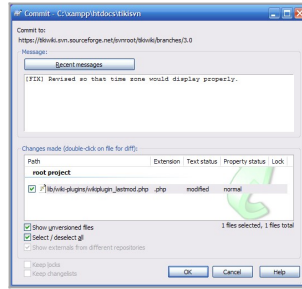 Commit - C:\xampp\htdocs\tikisvn
Commit to:
https://tikiwiki.svn.sourceforge.net/svnroot/tikiwiki/branches/3.0
Message:
Recent messages
[FIX] Revised so that time zone would display properly.
Changes made (double-click on file for diff):
Path Extension Text status Property status Lock
root project
lib/wiki-plugins/wikiplugin_lastmod.php .php modified normal
Show unversioned files 1 files selected, 1 files total
Select / deselect all
Show externals from different repositories
Keep locks
Keep changelists
OK Cancel Help